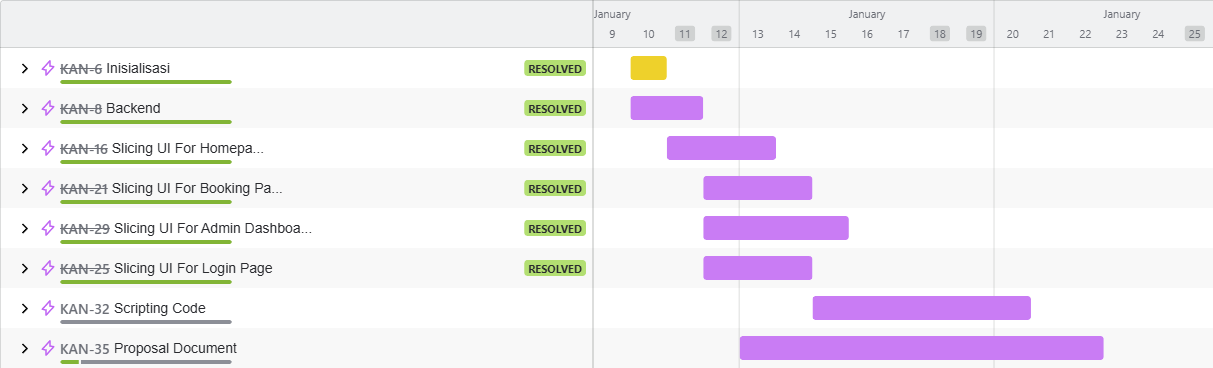 January January January
9 10 11 12 13 14 15 16 17 18 19 20 21 22 23 24 25
KAN-6 Inisialisasi RESOLVED
KAN-8 Backend RESOLVED
KAN-16 Slicing UI For Homepa... RESOLVED
KAN-21 Slicing UI For Booking Pa... RESOLVED
KAN-29 Slicing UI For Admin Dashboa... RESOLVED
KAN-25 Slicing UI For Login Page RESOLVED
KAN-32 Scripting Code
KAN-35 Proposal Document